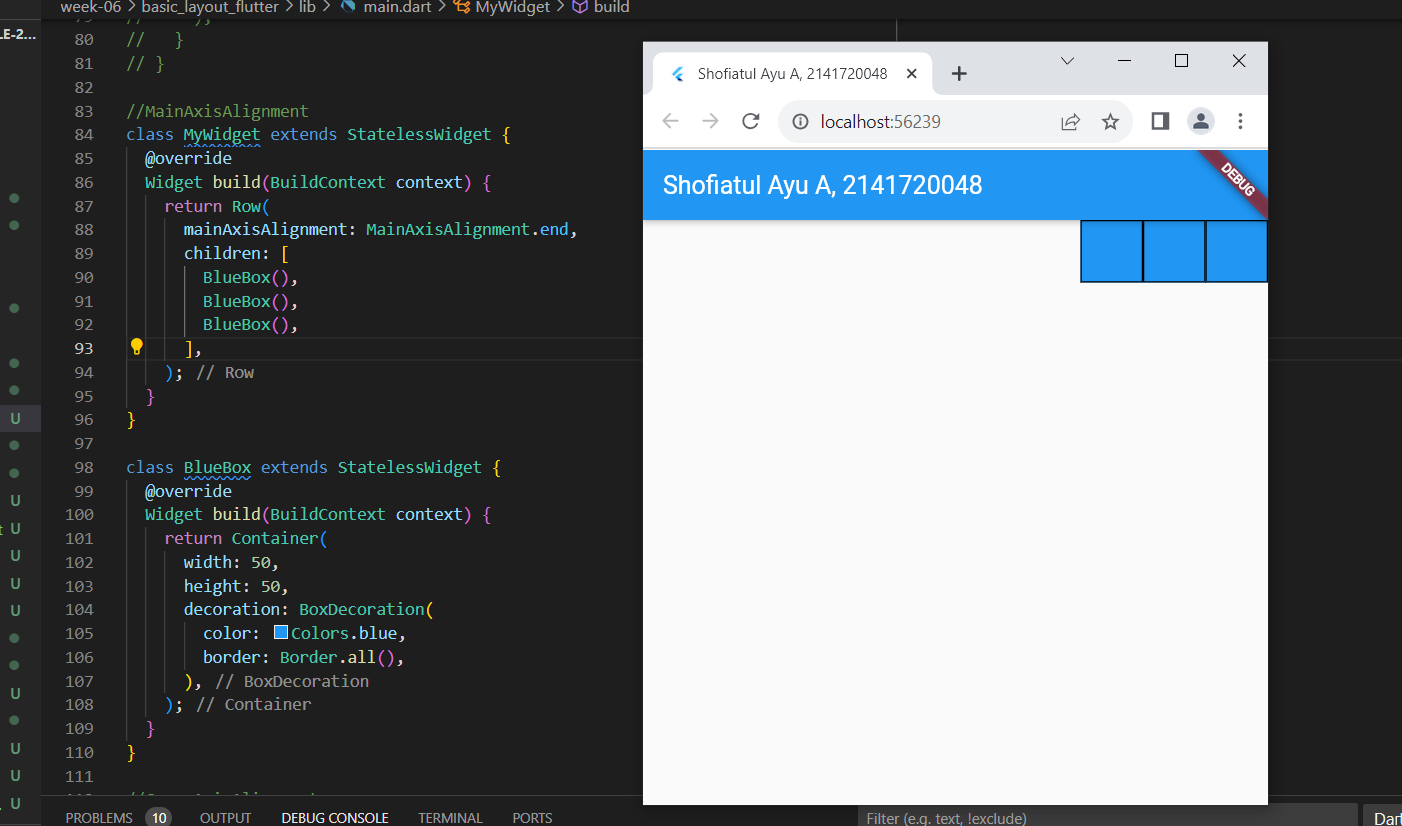 week-06 > basic_layout_flutter > lib > main.dart > MyWidget > build
LE-2...
80 //   }
81 // }
82
83 //MainAxisAlignment
84 class MyWidget extends StatelessWidget {
85   @override
86   Widget build(BuildContext context) {
87     return Row(
88       mainAxisAlignment: MainAxisAlignment.end,
89       children: [
90         BlueBox(),
91         BlueBox(),
92         BlueBox(),
93       ],
94     ); // Row
95   }
96 }
97
98 class BlueBox extends StatelessWidget {
99   @override
100   Widget build(BuildContext context) {
101     return Container(
102       width: 50,
103       height: 50,
104       decoration: BoxDecoration(
105         color: Colors.blue,
106         border: Border.all(),
107       ), // BoxDecoration
108     ); // Container
109   }
110 }
111
U
U
t U
U
U
U
U
U
U
U
PROBLEMS 10 OUTPUT DEBUG CONSOLE TERMINAL PORTS
Filter (e.g. text, !exclude)
Dart
Shofiatul Ayu A, 2141720048
localhost:56239
Shofiatul Ayu A, 2141720048
DEBUG